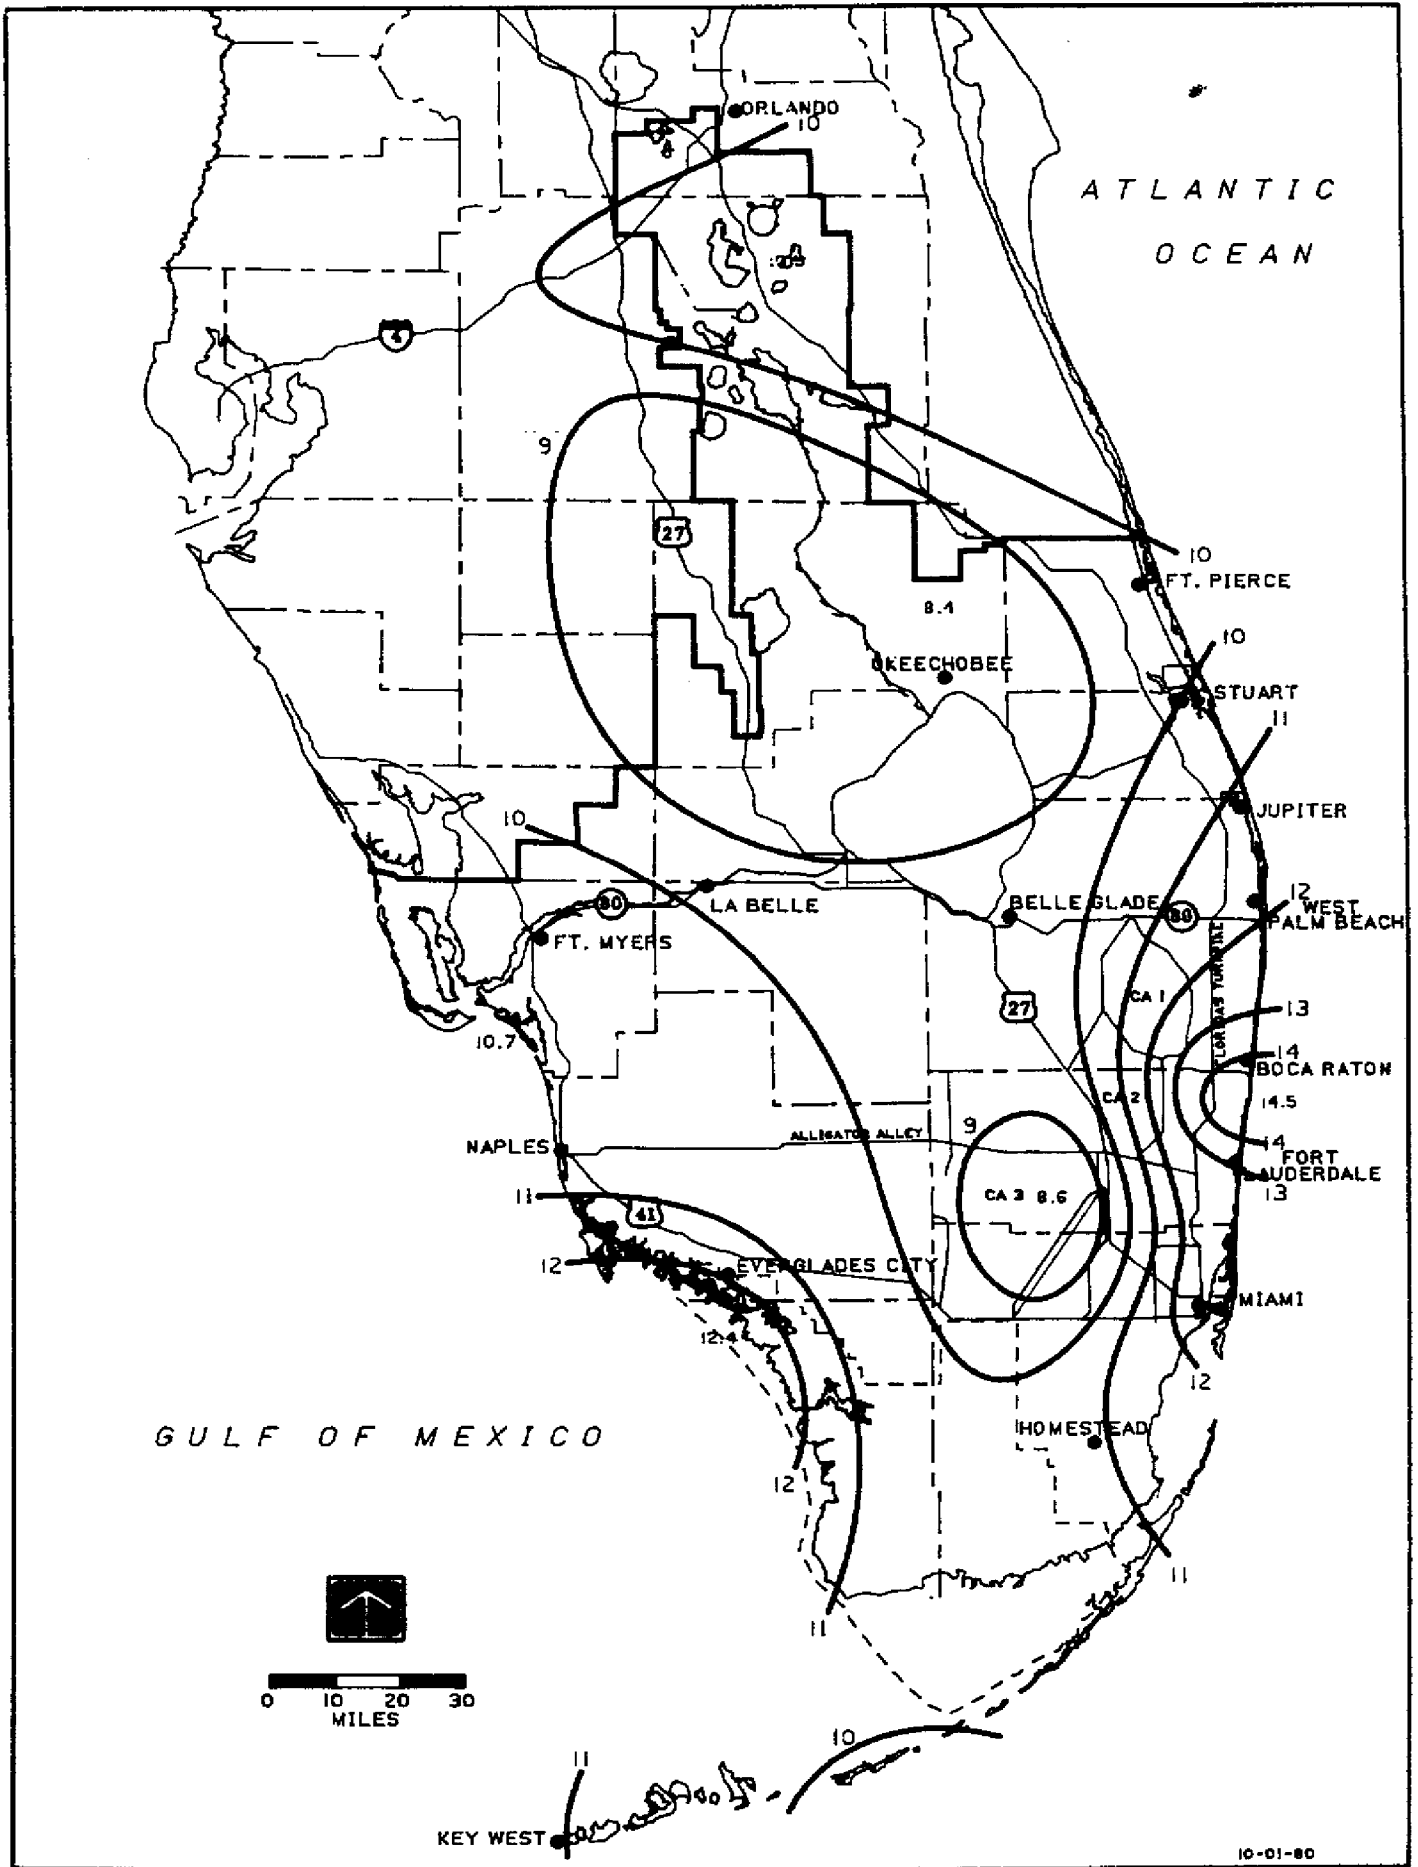 ORLANDO
10
ATLANTIC
OCEAN
4
9
27
10
FT. PIERCE
8.4
10
OKEECHOBEE
STUART
11
10
JUPITER
80
LA BELLE
BELLE GLADE
80
12
WEST
PALM BEACH
FT. MYERS
CA 1
27
13
10.7
14
BOCA RATON
CA 2
14.5
9
ALLIGATOR ALLEY
NAPLES
14
FORT
LAUDERDALE
13
11
CA 3 8.6
41
12
EVERGLADES CITY
MIAMI
12.4
12
GULF OF MEXICO
HOMESTEAD
12
11
11
0 10 20 30
MILES
10
11
KEY WEST
10-01-80